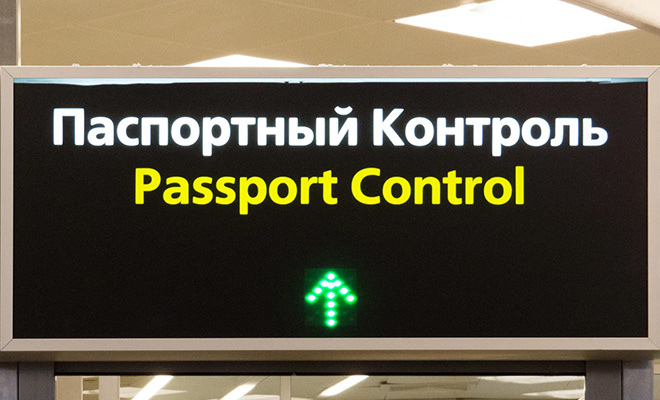 Паспортный Контроль
Passport Control